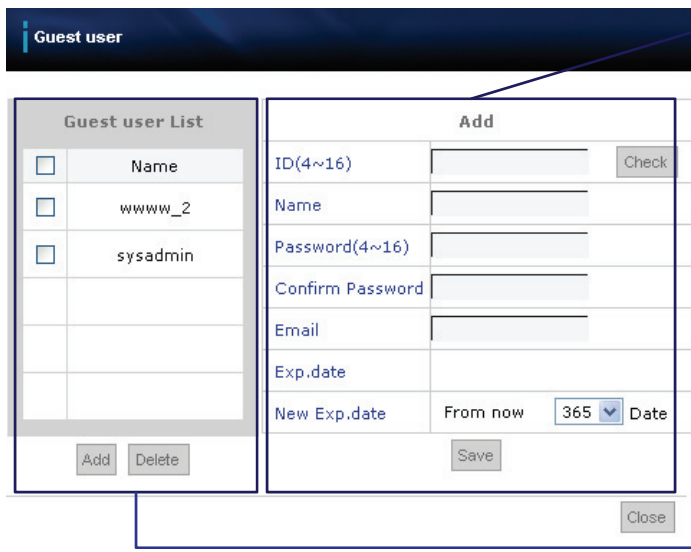 Guest user
Guest user List
Name
wwww_2
sysadmin
Add Delete
Add
ID(4~16) Check
Name
Password(4~16)
Confirm Password
Email
Exp.date
New Exp.date From now 365 Date
Save
Close